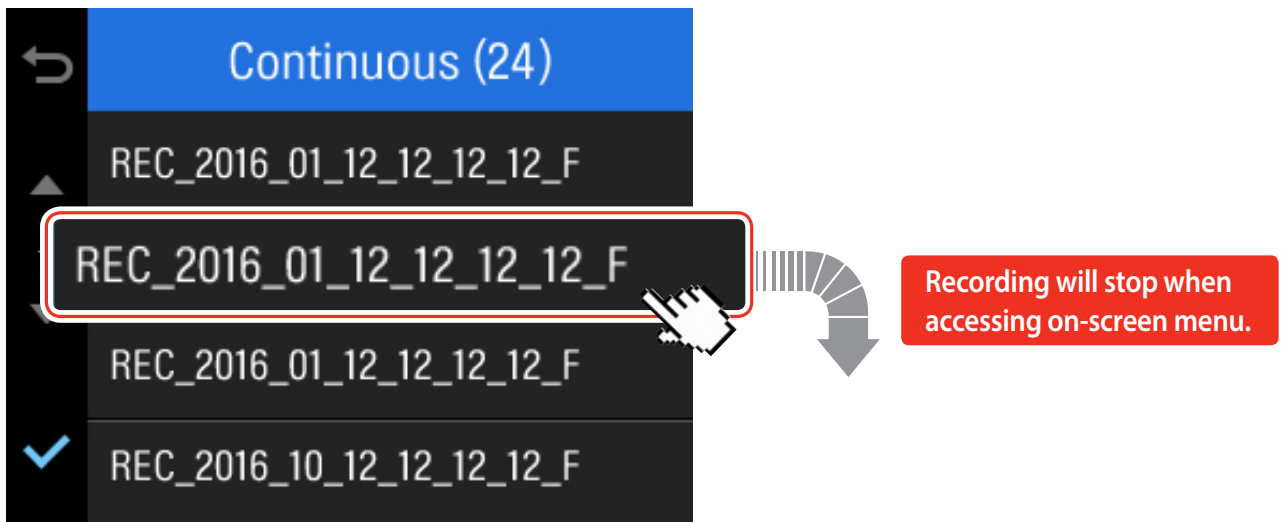 Continuous (24)
REC_2016_01_12_12_12_12_F
REC_2016_01_12_12_12_12_F
REC_2016_01_12_12_12_12_F
REC_2016_10_12_12_12_12_F
Recording will stop when
accessing on-screen menu.